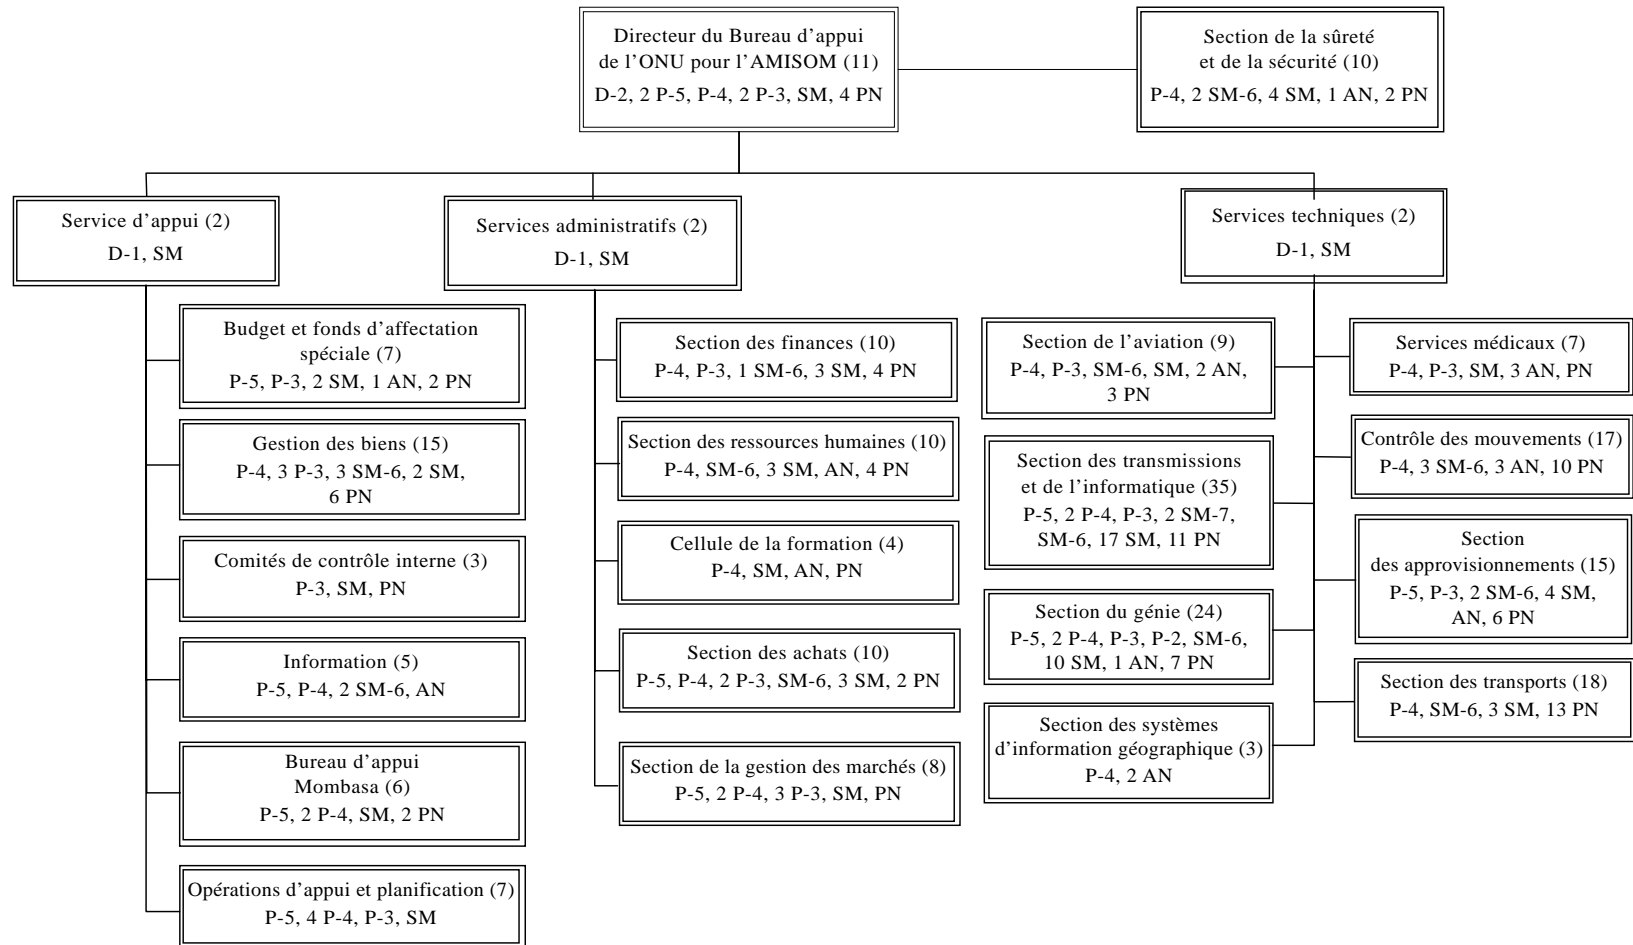 Directeur du Bureau d'appui
de l'ONU pour l'AMISOM (11)
D-2, 2 P-5, P-4, 2 P-3, SM, 4 PN
Section de la sûreté
et de la sécurité (10)
P-4, 2 SM-6, 4 SM, 1 AN, 2 PN
Service d'appui (2)
D-1, SM
Services administratifs (2)
D-1, SM
Services techniques (2)
D-1, SM
Budget et fonds d'affectation
spéciale (7)
P-5, P-3, 2 SM, 1 AN, 2 PN
Gestion des biens (15)
P-4, 3 P-3, 3 SM-6, 2 SM,
6 PN
Comités de contrôle interne (3)
P-3, SM, PN
Information (5)
P-5, P-4, 2 SM-6, AN
Bureau d'appui
Mombasa (6)
P-5, 2 P-4, SM, 2 PN
Opérations d'appui et planification (7)
P-5, 4 P-4, P-3, SM
Section des finances (10)
P-4, P-3, 1 SM-6, 3 SM, 4 PN
Section des ressources humaines (10)
P-4, SM-6, 3 SM, AN, 4 PN
Cellule de la formation (4)
P-4, SM, AN, PN
Section des achats (10)
P-5, P-4, 2 P-3, SM-6, 3 SM, 2 PN
Section de la gestion des marchés (8)
P-5, 2 P-4, 3 P-3, SM, PN
Section de l'aviation (9)
P-4, P-3, SM-6, SM, 2 AN,
3 PN
Section des transmissions
et de l'informatique (35)
P-5, 2 P-4, P-3, 2 SM-7,
SM-6, 17 SM, 11 PN
Section du génie (24)
P-5, 2 P-4, P-3, P-2, SM-6,
10 SM, 1 AN, 7 PN
Section des systèmes
d'information géographique (3)
P-4, 2 AN
Services médicaux (7)
P-4, P-3, SM, 3 AN, PN
Contrôle des mouvements (17)
P-4, 3 SM-6, 3 AN, 10 PN
Section
des approvisionnements (15)
P-5, P-3, 2 SM-6, 4 SM,
AN, 6 PN
Section des transports (18)
P-4, SM-6, 3 SM, 13 PN